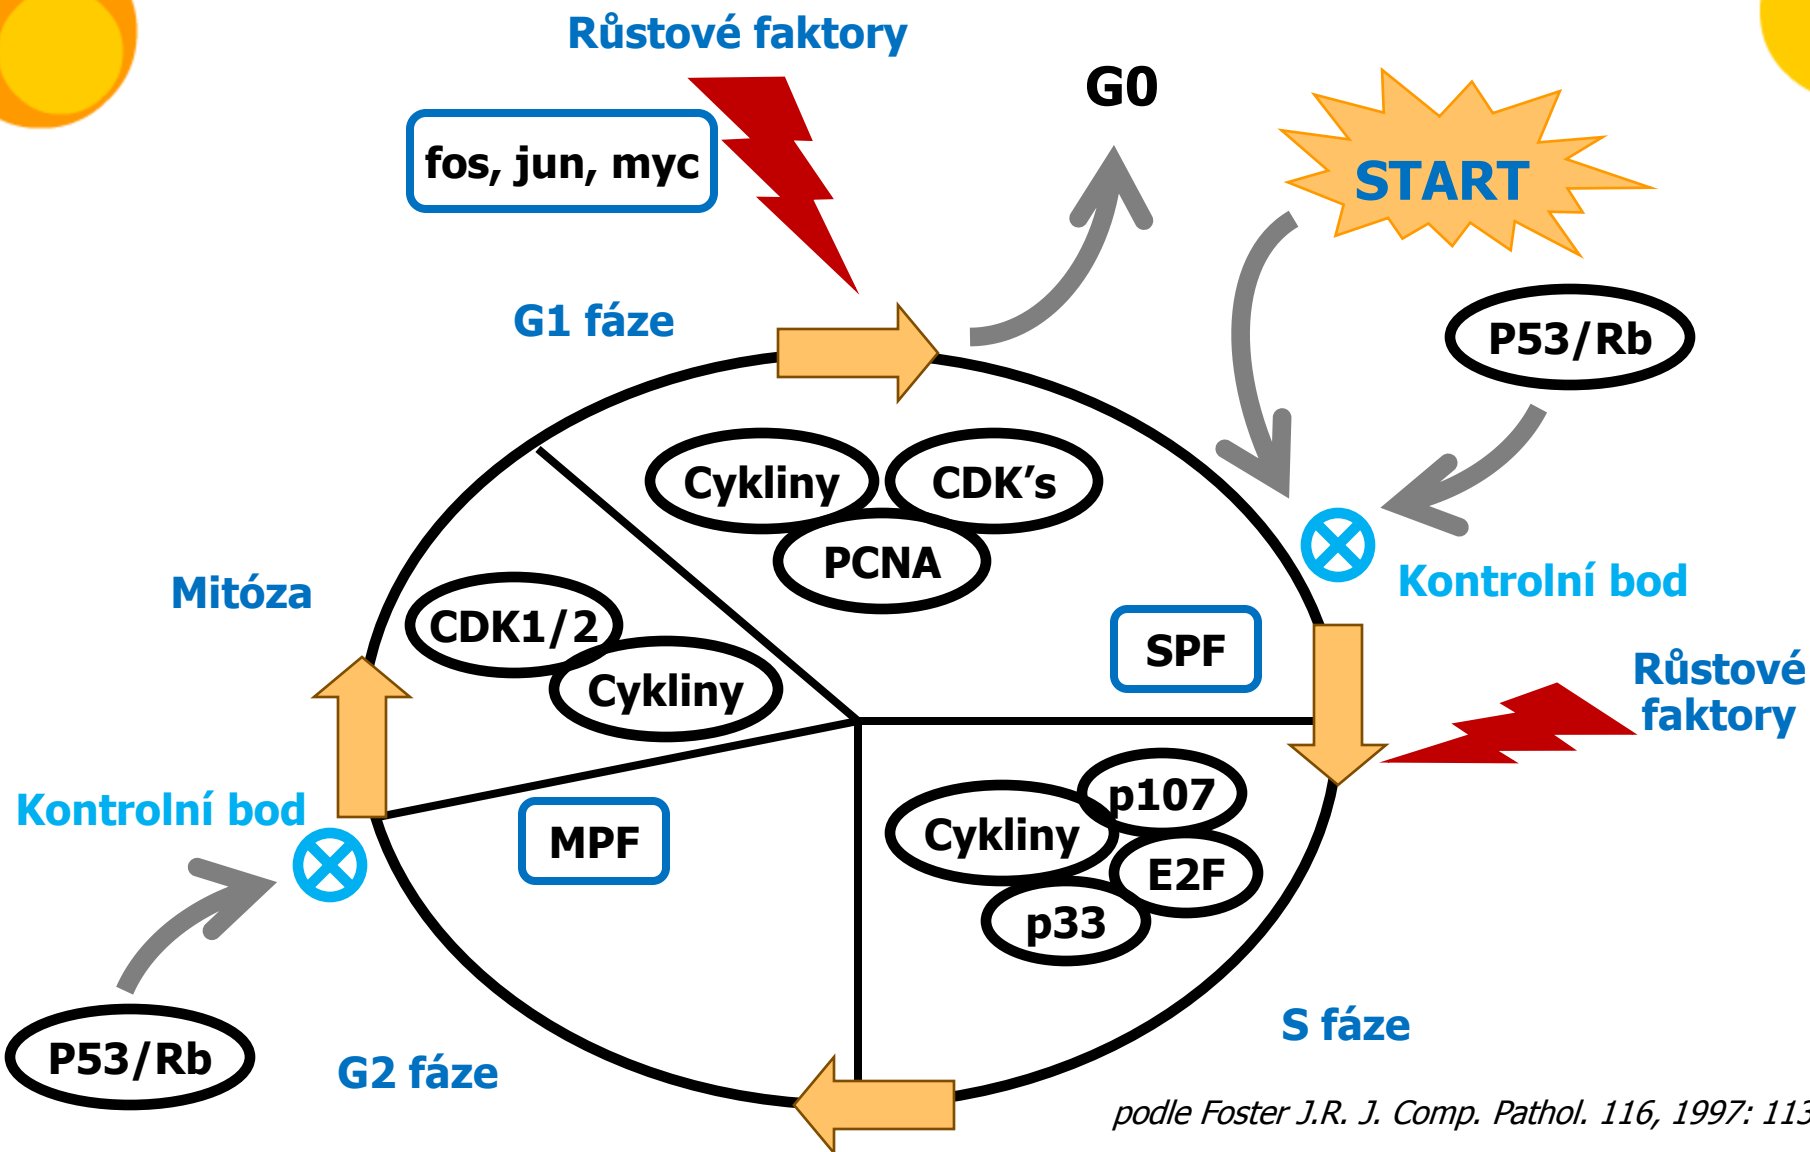 Růstové faktory
G0
fos, jun, myc
START
G1 fáze
P53/Rb
Cykliny
CDK’s
PCNA
Kontrolní bod
Mitóza
CDK1/2
Cykliny
SPF
Růstové
faktory
Kontrolní bod
MPF
Cykliny
p107
E2F
p33
P53/Rb
G2 fáze
S fáze
podle Foster J.R. J. Comp. Pathol. 116, 1997: 113